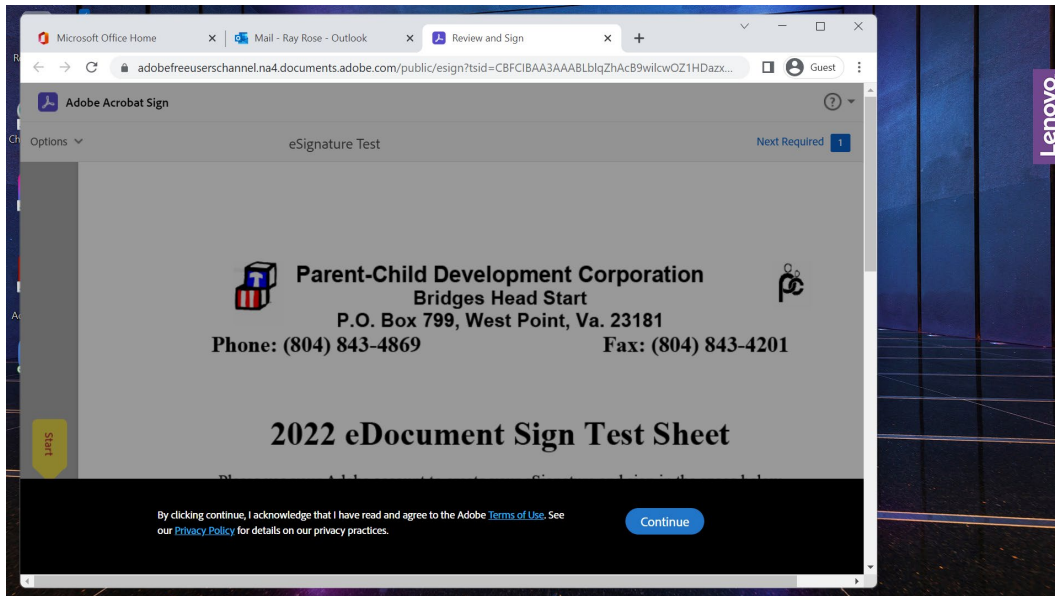 Microsoft Office Home
Mail - Ray Rose - Outlook
Review and Sign
adobefreeuserschannel.na4.documents.adobe.com/public/esign?tsid=CBFCIBAA3AAABLblqZhAcB9wilcwOZ1HDazx...
Guest
Adobe Acrobat Sign
Options
eSignature Test
Next Required 1
Parent-Child Development Corporation
Bridges Head Start
P.O. Box 799, West Point, Va. 23181
Phone: (804) 843-4869 Fax: (804) 843-4201
Start
2022 eDocument Sign Test Sheet
By clicking continue, I acknowledge that I have read and agree to the Adobe Terms of Use. See
our Privacy Policy for details on our privacy practices.
Continue
Lenovo